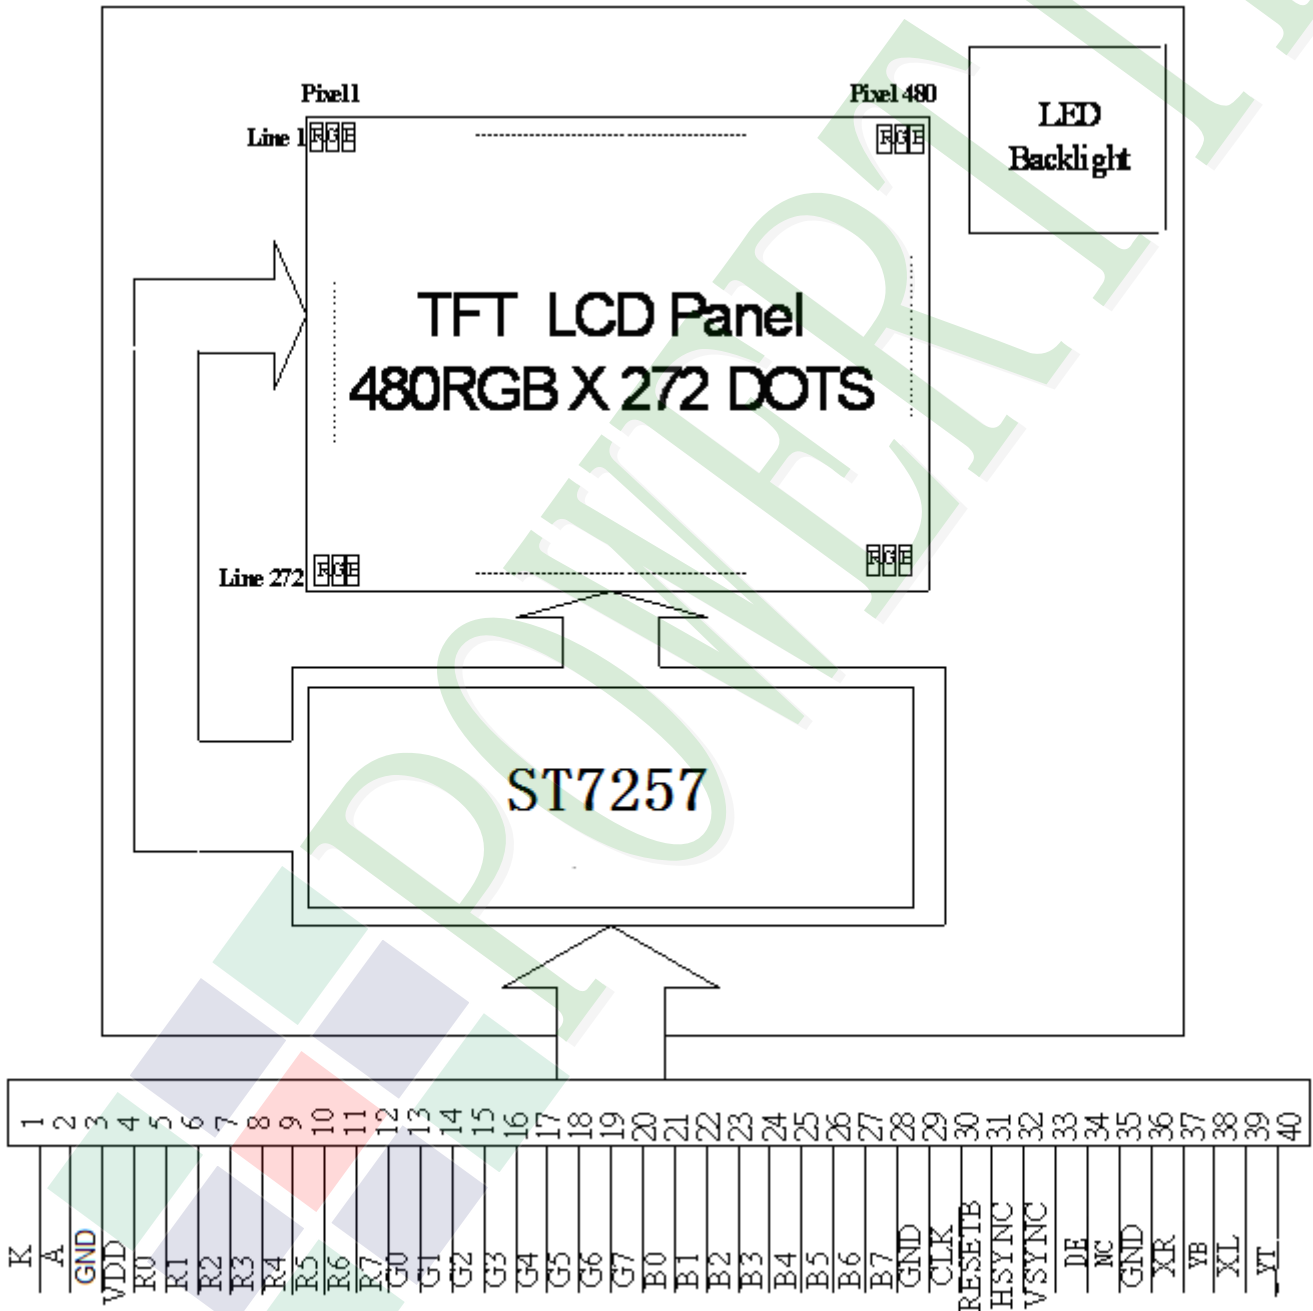 Pixel1
Pixel 480
Line 1
RGB
RGB
LED
Backlight
TFT LCD Panel
480RGB X 272 DOTS
Line 272
RGB
RGB
ST7257
1 2 3 4 5 6 7 8 9 10 11 12 13 14 15 16 17 18 19 20 21 22 23 24 25 26 27 28 29 30 31 32 33 34 35 36 37 38 39 40
K A GND VDD R0 R1 R2 R3 R4 R5 R6 R7 G0 G1 G2 G3 G4 G5 G6 G7 B0 B1 B2 B3 B4 B5 B6 B7 GND CLK RESETB HSYNC VSYNC DE NC GND XR YB XL YT
POWERTI